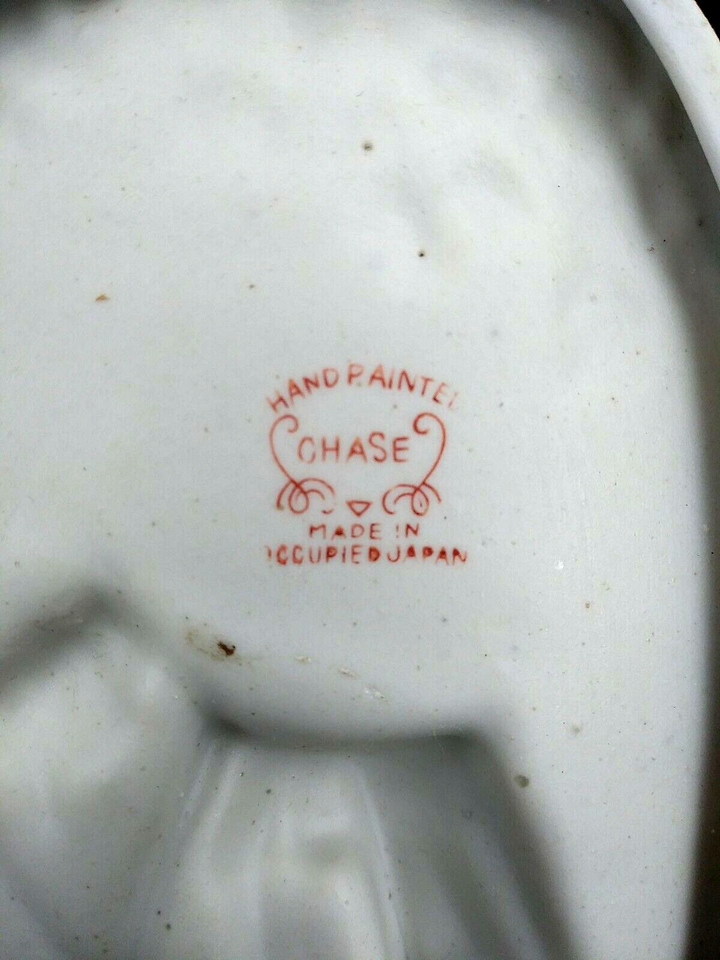 HAND PAINTED
CHASE
MADE IN
OCCUPIED JAPAN